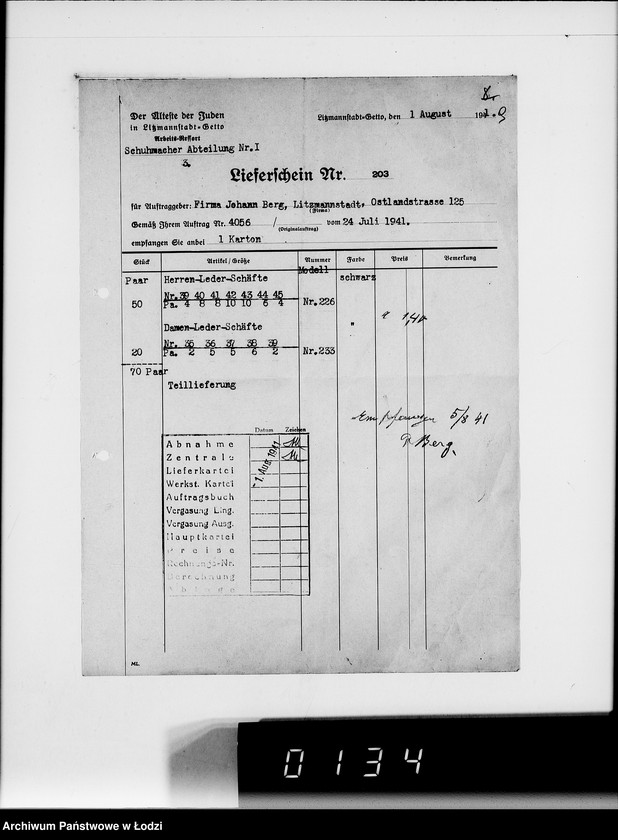 Der Älteste der Juden
in Litzmannstadt-Getto
Arbeits-Ressort
Schuhmacher Abteilung Nr.I
3.
Litzmannstadt-Getto, den 1 August 194
Lieferschein Nr. 203
für Auftraggeber: Firma Johann Berg, Litzmannstadt, Ostlandstrasse 125
(Firma)
Gemäß Ihrem Auftrag Nr. 4056 / vom 24 Juli 1941.
(Originalauftrag)
empfangen Sie anbei 1 Karton
Stück Artikel/Größe Nummer Farbe Preis Bemerkung
Modell
Paar Herren-Leder-Schäfte schwarz
Nr.39 40 41 42 43 44 45
50 Pa. 4 8 8 10 10 6 4 Nr.226
1,40
Damen-Leder-Schäfte "
Nr. 35 36 37 38 39
20 Pa. 2 5 5 6 2 Nr.233
70 Paar
Teillieferung
Empfangen 5/8 41
Berg.
Datum Zeichen
Abnahme
Zentrale
Lieferkartei
Werkst. Kartei
Auftragsbuch
Vergasung Ling.
Vergasung Ausg.
Hauptkartei
Preise
Rechnungs-Nr.
Berechnung
1. Aug. 1941
ML.
0134
Archiwum Państwowe w Łodzi